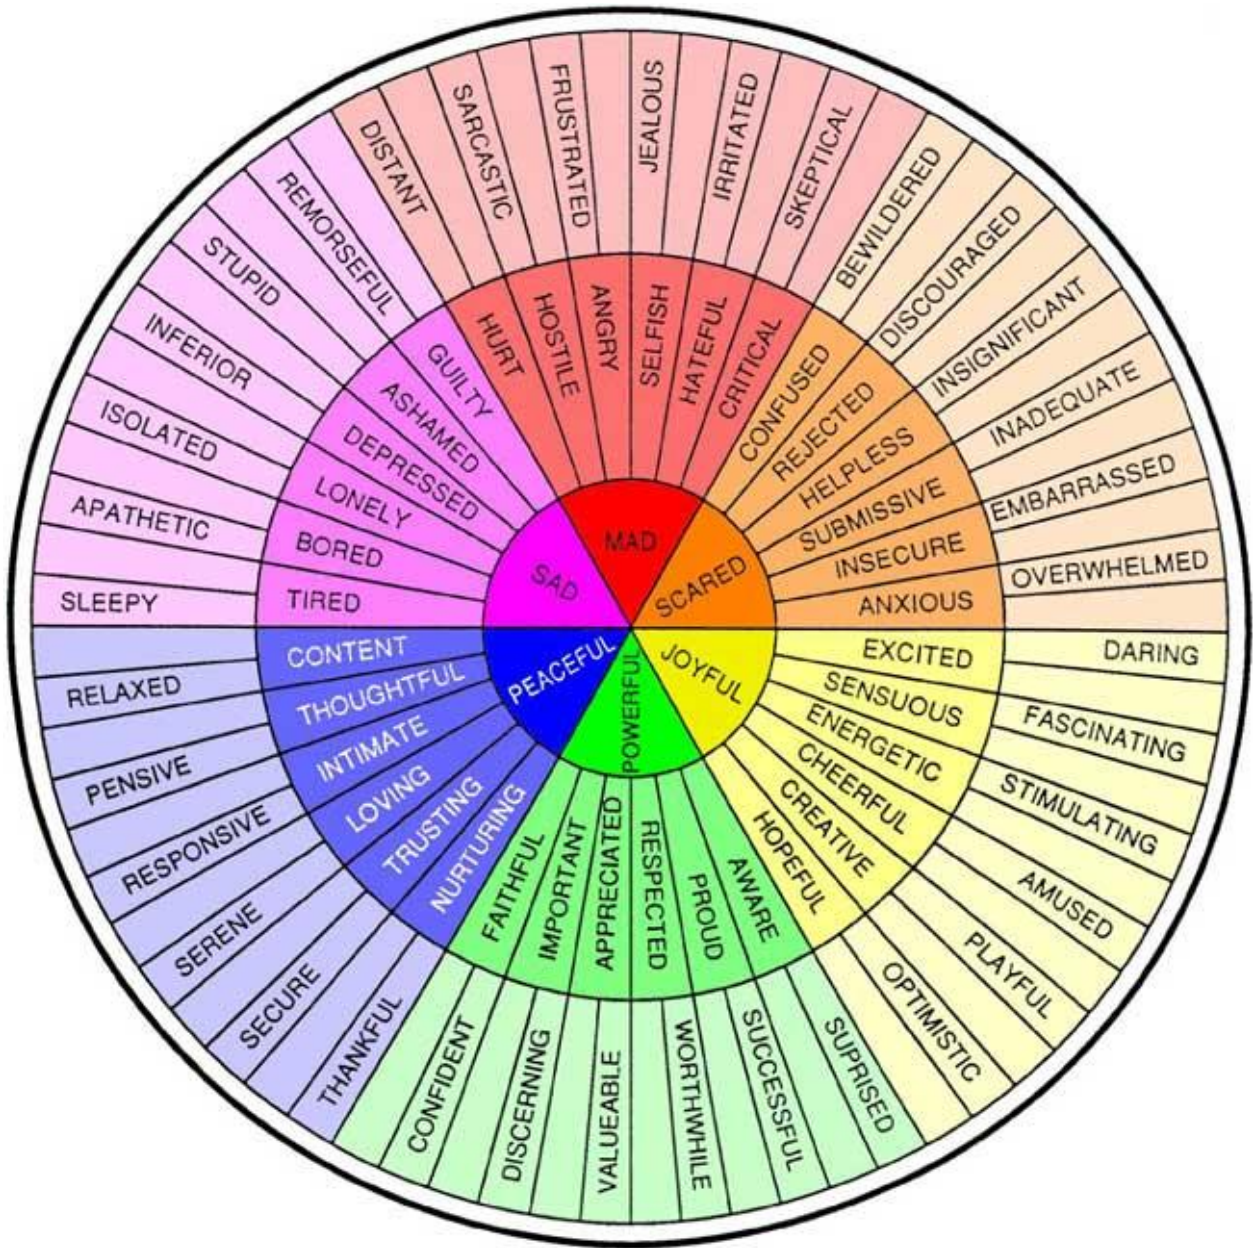 MAD
SCARED
JOYFUL
POWERFUL
PEACEFUL
SAD
HURT
HOSTILE
ANGRY
SELFISH
HATEFUL
CRITICAL
CONFUSED
REJECTED
HELPLESS
SUBMISSIVE
INSECURE
ANXIOUS
EXCITED
SENSUOUS
ENERGETIC
CHEERFUL
CREATIVE
HOPEFUL
AWARE
PROUD
RESPECTED
APPRECIATED
IMPORTANT
FAITHFUL
NURTURING
TRUSTING
LOVING
INTIMATE
THOUGHTFUL
CONTENT
TIRED
BORED
LONELY
DEPRESSED
ASHAMED
GUILTY
DISTANT
SARCASTIC
FRUSTRATED
JEALOUS
IRRITATED
SKEPTICAL
BEWILDERED
DISCOURAGED
INSIGNIFICANT
INADEQUATE
EMBARRASSED
OVERWHELMED
DARING
FASCINATING
STIMULATING
AMUSED
PLAYFUL
OPTIMISTIC
SUPRISED
SUCCESSFUL
WORTHWHILE
VALUEABLE
DISCERNING
CONFIDENT
THANKFUL
SECURE
SERENE
RESPONSIVE
PENSIVE
RELAXED
SLEEPY
APATHETIC
ISOLATED
INFERIOR
STUPID
REMORSEFUL